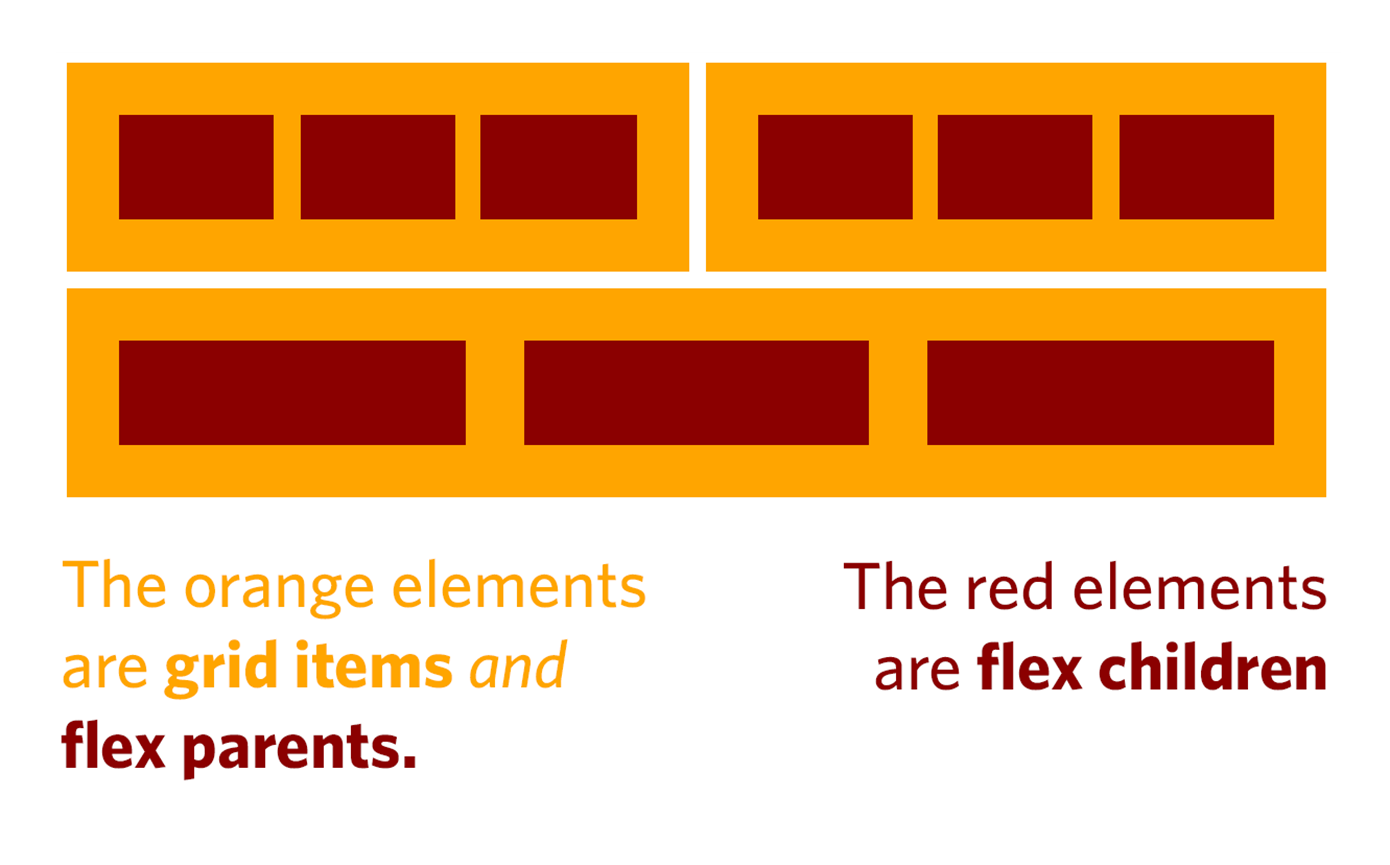 The orange elements
are grid items and
flex parents.
The red elements
are flex children